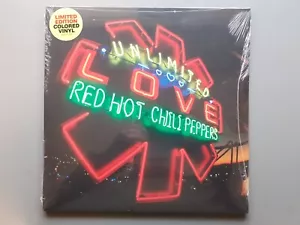 LIMITED
EDITION
COLORED
VINYL
UNLIMITED
LOVE
RED HOT CHILI PEPPERS